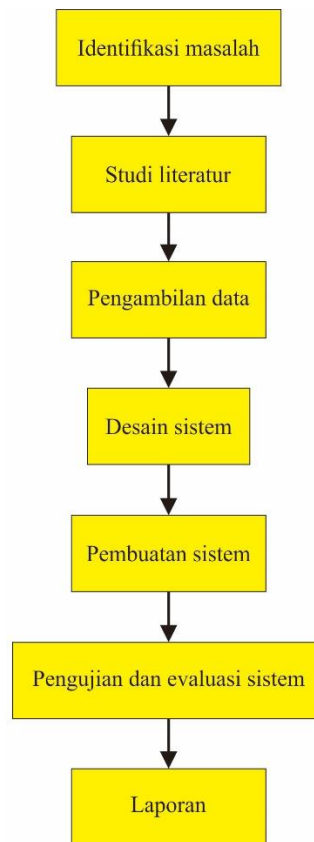 Identifikasi masalah
Studi literatur
Pengambilan data
Desain sistem
Pembuatan sistem
Pengujian dan evaluasi sistem
Laporan